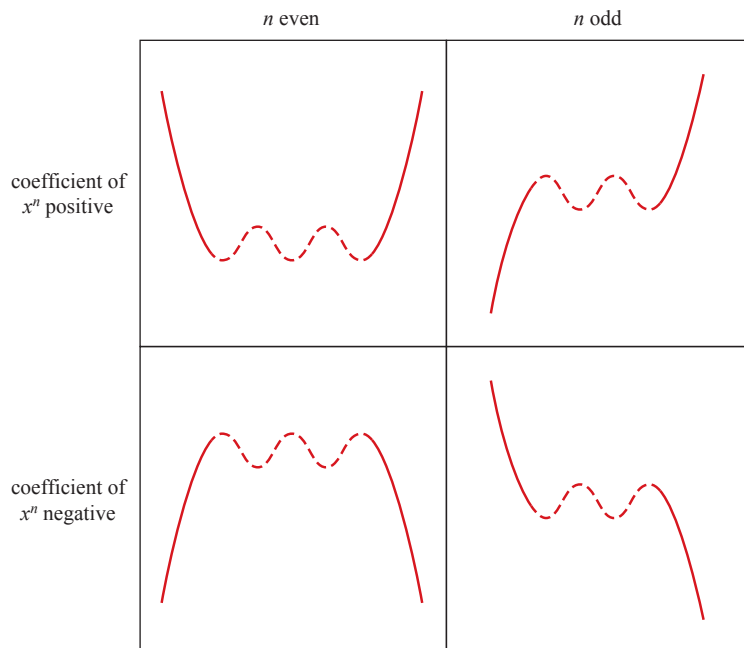 n even
n odd
coefficient of
xⁿ positive
coefficient of
xⁿ negative